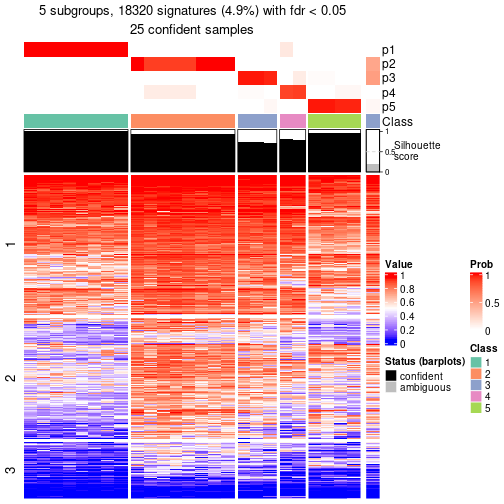 5 subgroups, 18320 signatures (4.9%) with fdr < 0.05
25 confident samples
p1
p2
p3
p4
p5
Class
1
0.5
0
Silhouette
score
1
2
3
Value
1
0.8
0.6
0.4
0.2
0
Status (barplots)
confident
ambiguous
Prob
1
0.5
0
Class
1
2
3
4
5